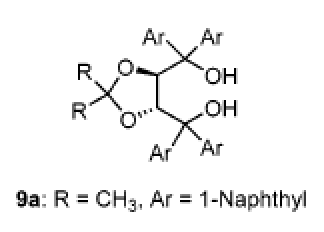 Ar Ar
R O OH
R O OH
Ar Ar
9a: R = CH₃, Ar = 1-Naphthyl